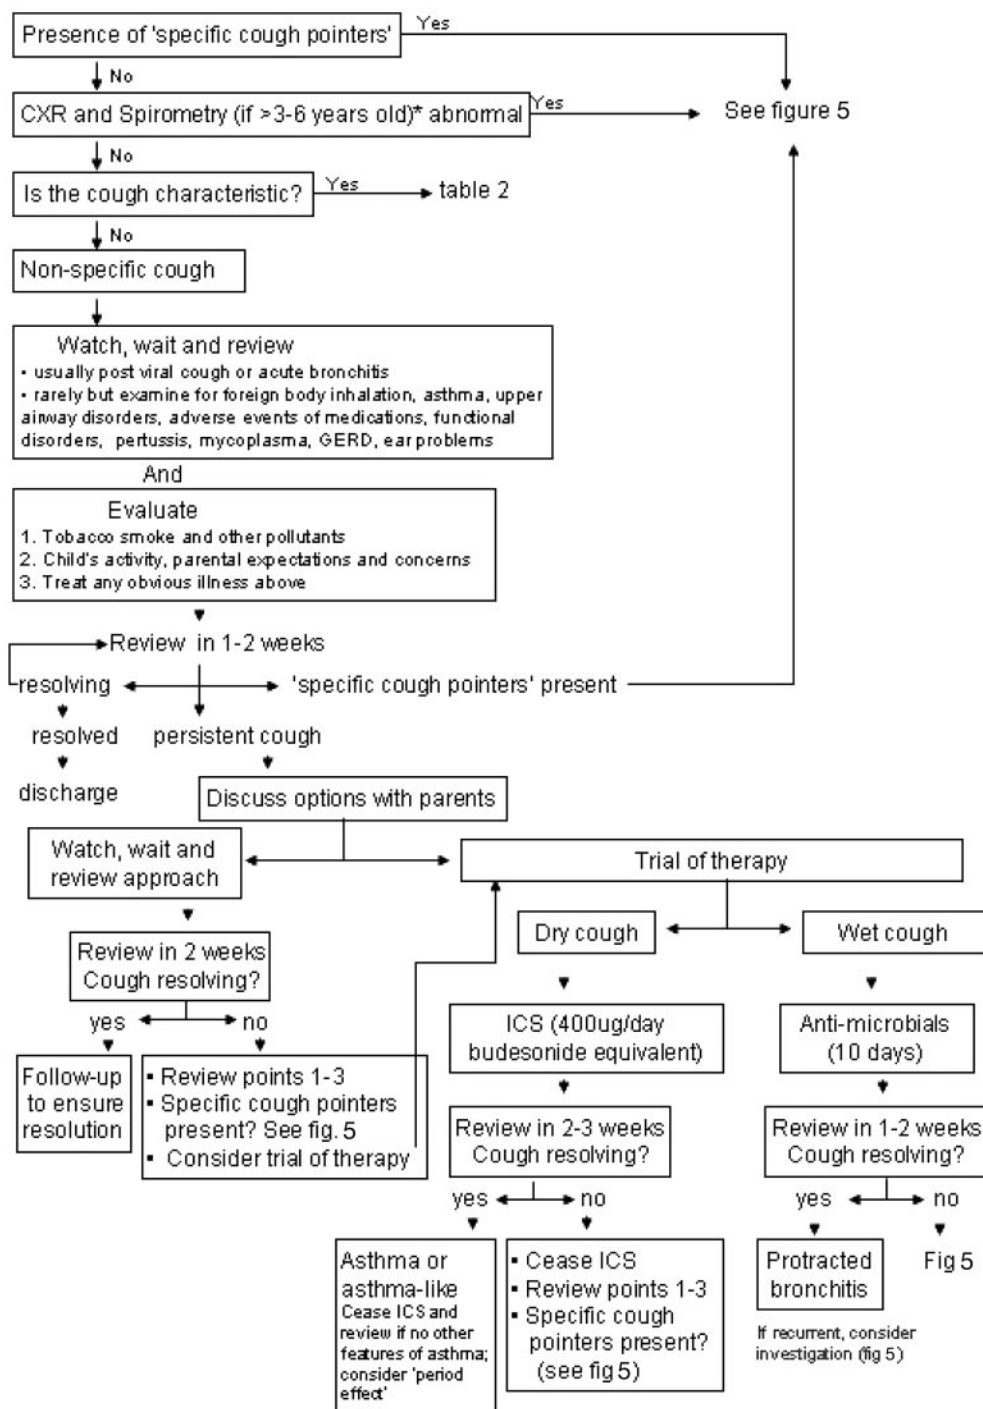 Presence of 'specific cough pointers'
Yes
No
CXR and Spirometry (if >3-6 years old)* abnormal
Yes
See figure 5
No
Is the cough characteristic?
Yes
table 2
No
Non-specific cough
Watch, wait and review
▪ usually post viral cough or acute bronchitis
▪ rarely but examine for foreign body inhalation, asthma, upper
airway disorders, adverse events of medications, functional
disorders, pertussis, mycoplasma, GERD, ear problems
And
Evaluate
1. Tobacco smoke and other pollutants
2. Child's activity, parental expectations and concerns
3. Treat any obvious illness above
Review in 1-2 weeks
resolving
'specific cough pointers' present
resolved
persistent cough
discharge
Discuss options with parents
Watch, wait and
review approach
Trial of therapy
Dry cough
Wet cough
Review in 2 weeks
Cough resolving?
yes
no
ICS (400ug/day
budesonide equivalent)
Anti-microbials
(10 days)
Follow-up
to ensure
resolution
▪ Review points 1-3
▪ Specific cough pointers
present? See fig. 5
▪ Consider trial of therapy
Review in 2-3 weeks
Cough resolving?
Review in 1-2 weeks
Cough resolving?
yes
no
yes
no
Asthma or
asthma-like
Cease ICS and
review if no other
features of asthma;
consider 'period
effect'
▪ Cease ICS
▪ Review points 1-3
▪ Specific cough
pointers present?
(see fig 5)
Protracted
bronchitis
Fig 5
If recurrent, consider
investigation (fig 5)